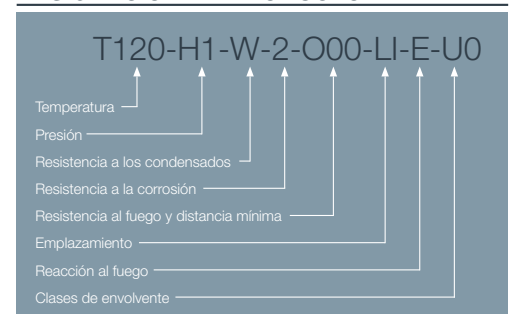 T120-H1-W-2-O00-LI-E-U0
Temperatura
Presión
Resistencia a los condensados
Resistencia a la corrosión
Resistencia al fuego y distancia mínima
Emplazamiento
Reacción al fuego
Clases de envolvente